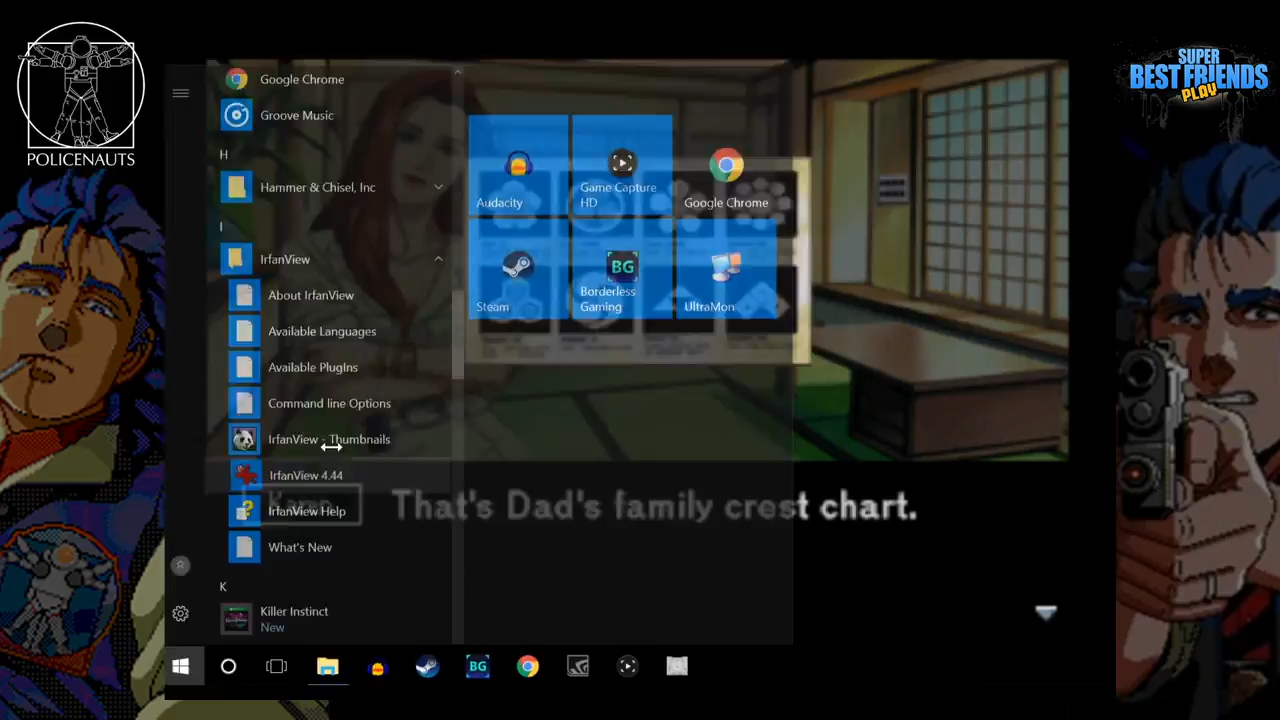 POLICENAUTS
SUPER
BEST FRIENDS
PLAY
Google Chrome
Groove Music
H
Hammer & Chisel, Inc
I
IrfanView
About IrfanView
Available Languages
Available PlugIns
Command line Options
IrfanView - Thumbnails
IrfanView 4.44
IrfanView Help
What's New
K
Killer Instinct
New
Audacity
Game Capture
HD
Google Chrome
Steam
BG
Borderless
Gaming
UltraMon
That's Dad's family crest chart.
BG